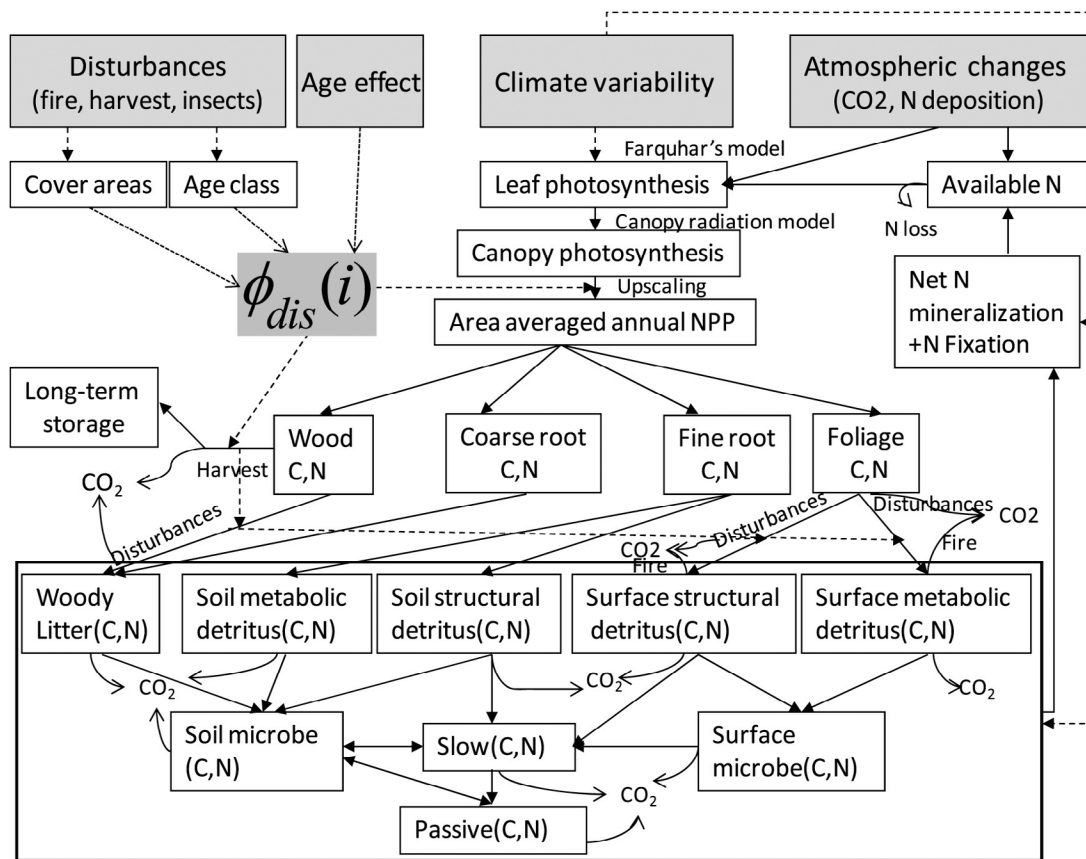 Disturbances
(fire, harvest, insects)
Age effect
Climate variability
Atmospheric changes
(CO2, N deposition)
Farquhar's model
Cover areas
Age class
Leaf photosynthesis
Available N
Canopy radiation model
N loss
Canopy photosynthesis
ϕdis(i)
Upscaling
Net N
mineralization
+N Fixation
Area averaged annual NPP
Long-term
storage
Wood
C,N
Coarse root
C,N
Fine root
C,N
Foliage
C,N
Harvest
CO₂
Disturbances
Disturbances
Disturbances
CO2
Fire
CO2
Fire
Woody
Litter(C,N)
Soil metabolic
detritus(C,N)
Soil structural
detritus(C,N)
Surface structural
detritus(C,N)
Surface metabolic
detritus(C,N)
CO₂
CO₂
CO₂
Soil microbe
(C,N)
Slow(C,N)
Surface
microbe(C,N)
CO₂
Passive(C,N)